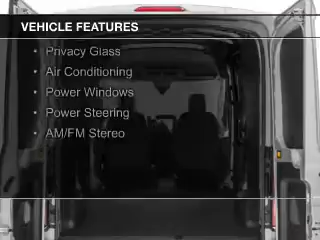 VEHICLE FEATURES
• Privacy Glass
• Air Conditioning
• Power Windows
• Power Steering
• AM/FM Stereo